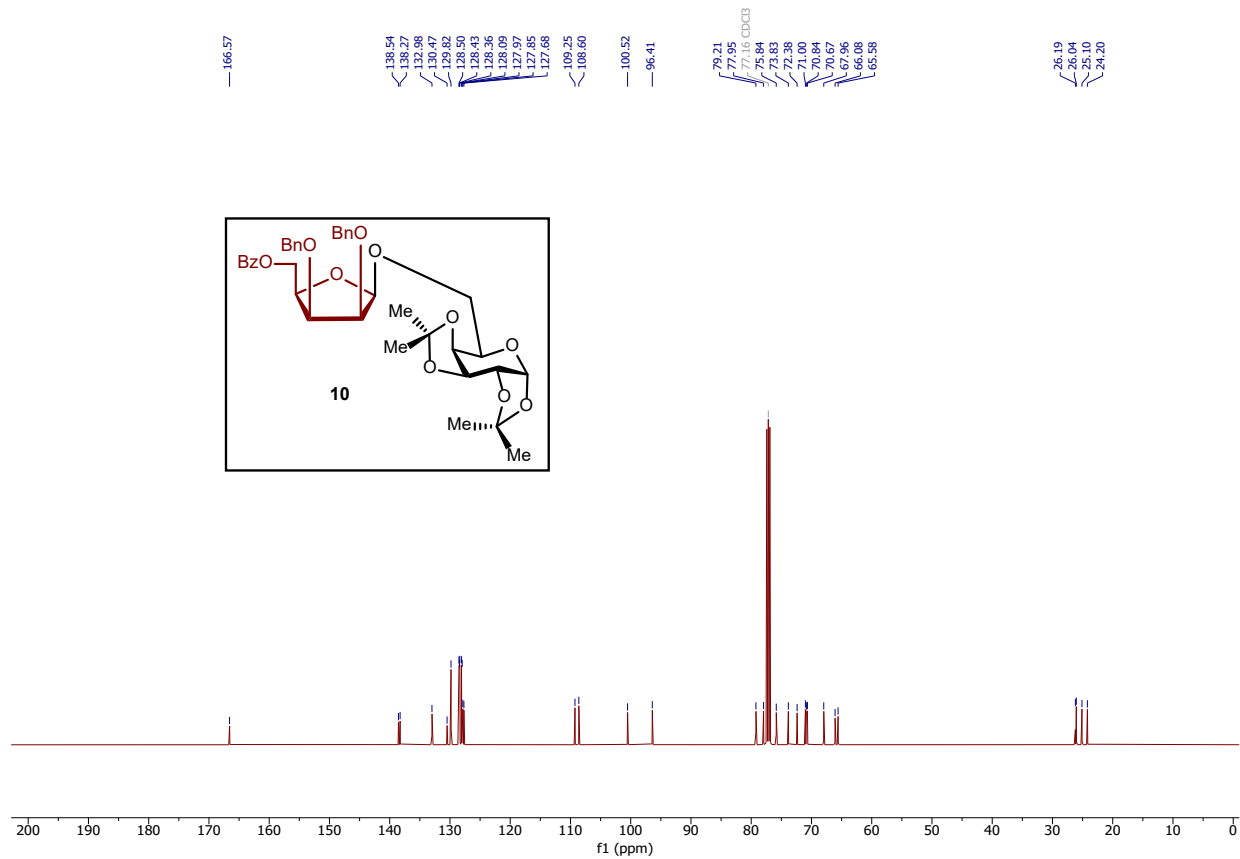 166.57
138.54
138.27
132.98
130.47
129.82
128.50
128.43
128.36
128.09
127.97
127.85
127.68
109.25
108.60
100.52
96.41
79.21
77.95
77.16 CDCl3
75.84
73.83
72.38
71.00
70.84
70.67
67.96
66.08
65.58
26.19
26.04
25.10
24.20
BnO
BnO
BzO
O
O
Me
O
Me
O
O
O
O
Me
Me
10
200 190 180 170 160 150 140 130 120 110 100 90 80 70 60 50 40 30 20 10 0
f1 (ppm)